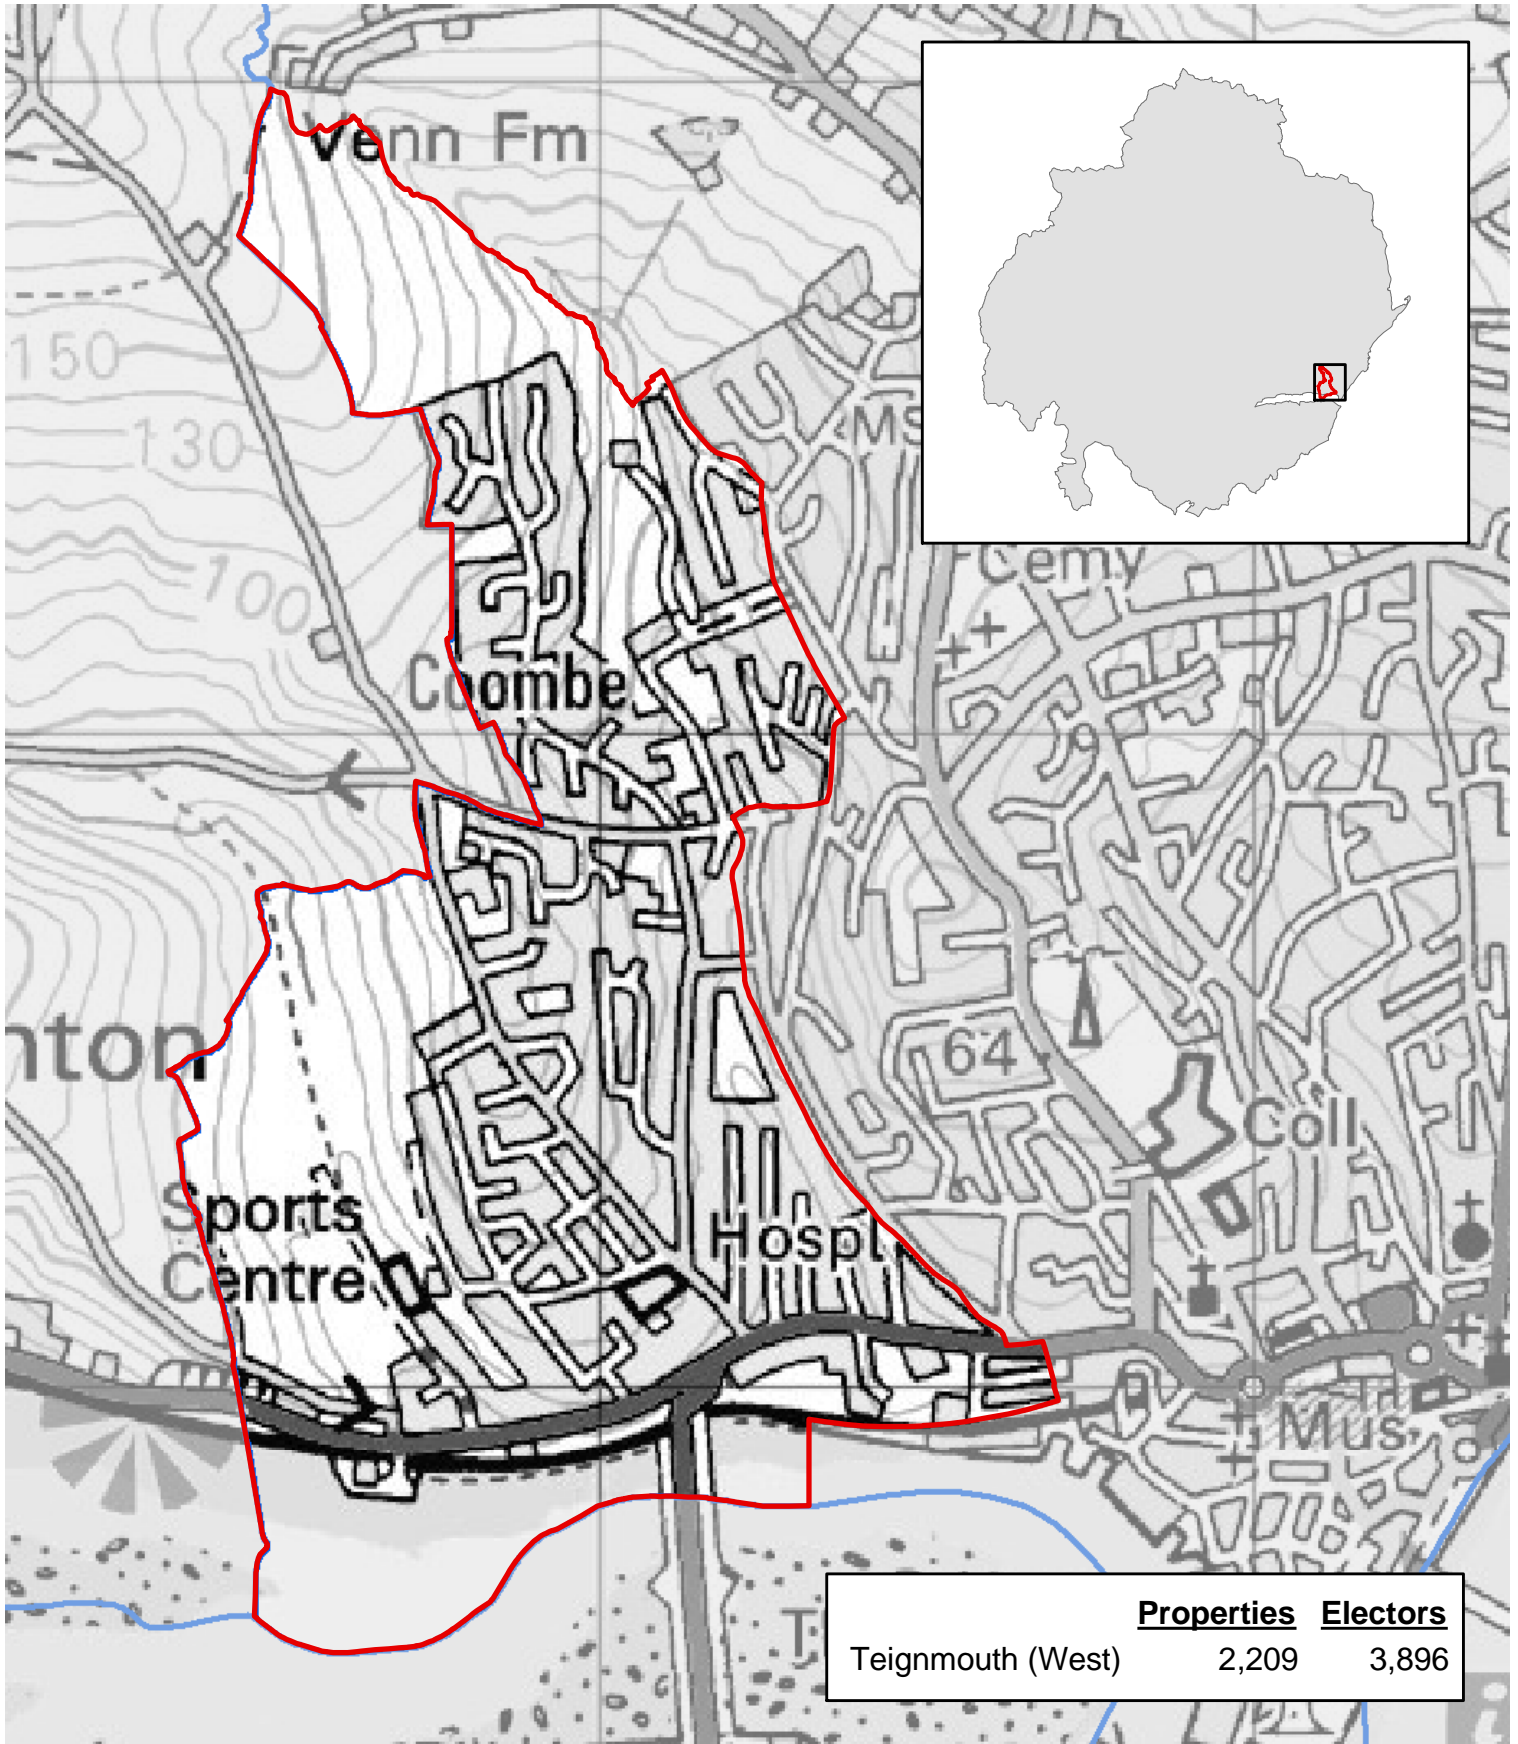 Venn Fm
150
MS
130
Cemy
100
Coombe
nton
64
Coll
Sports
Centre
Hospl
Mus
Properties Electors
Teignmouth (West) 2,209 3,896